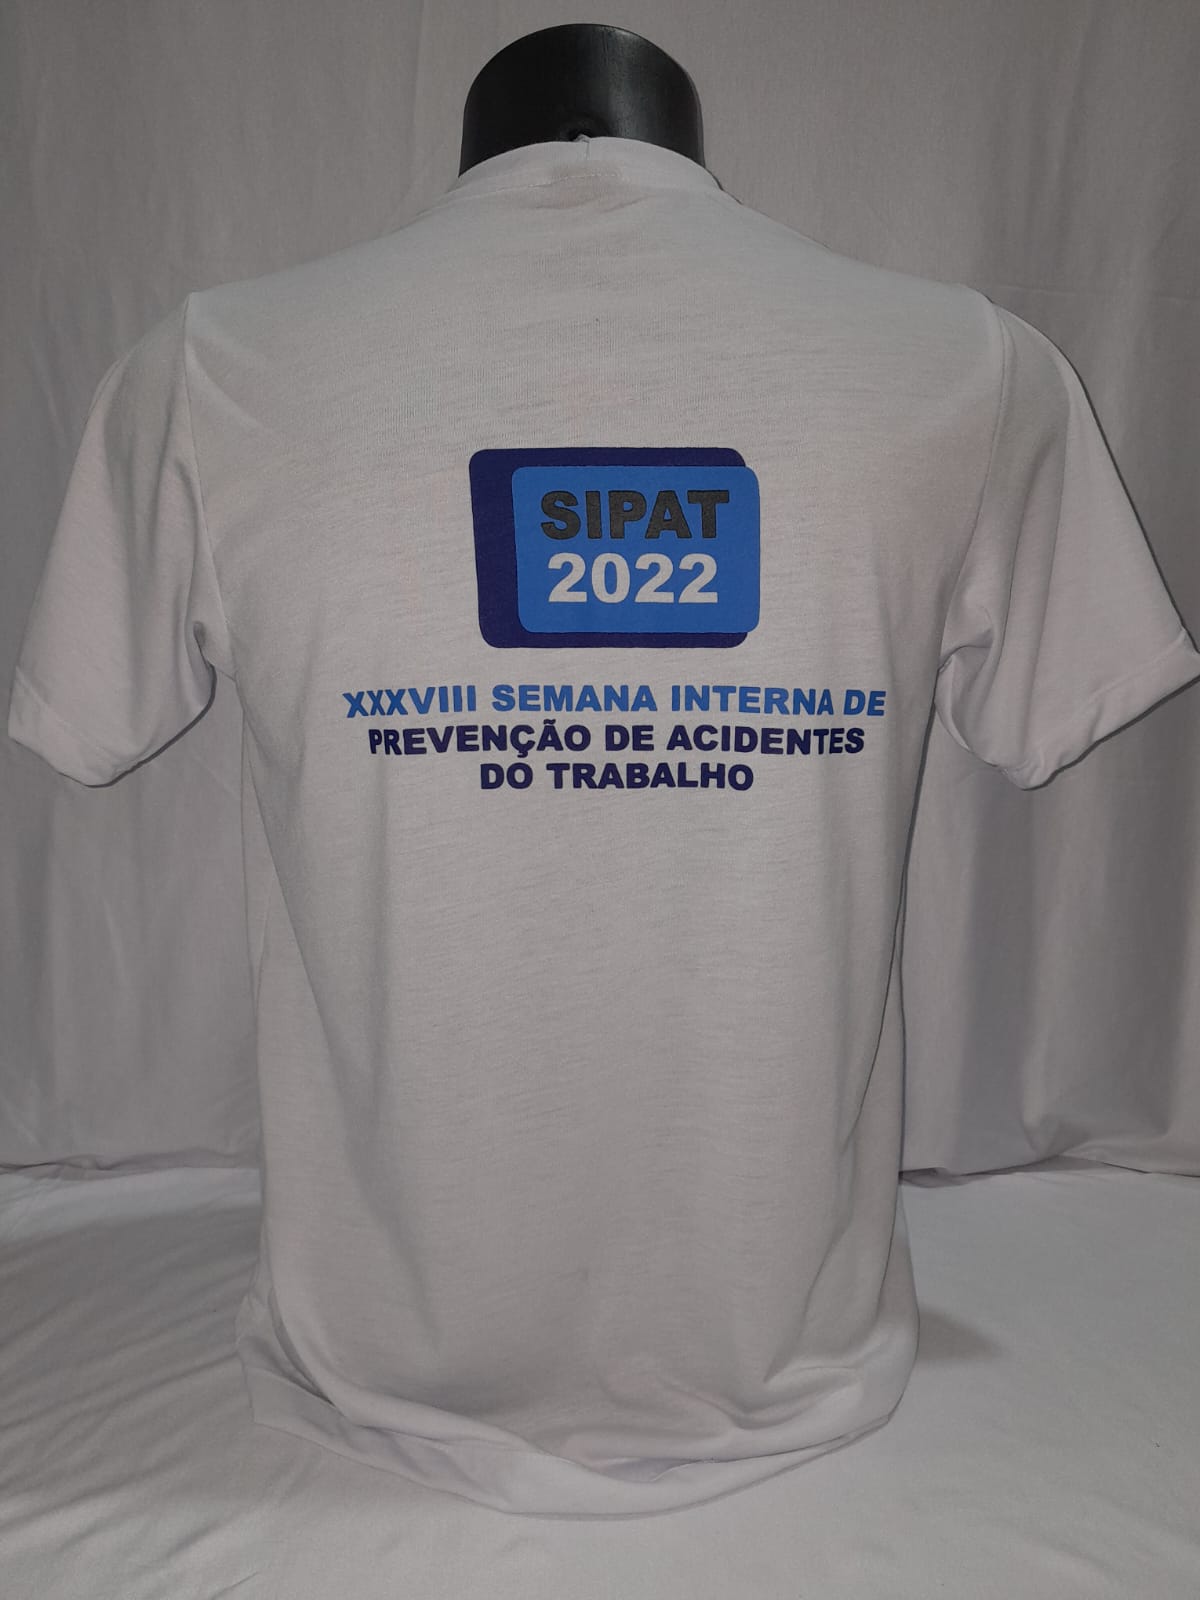 SIPAT
2022
XXXVIII SEMANA INTERNA DE
PREVENÇÃO DE ACIDENTES
DO TRABALHO